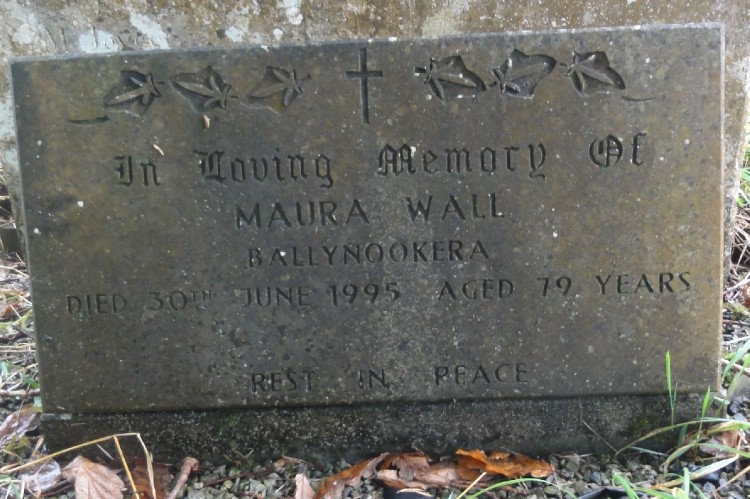 In Loving Memory Of
MAURA WALL
BALLYNOOKERA
DIED 30TH JUNE 1995 AGED 79 YEARS
REST IN PEACE